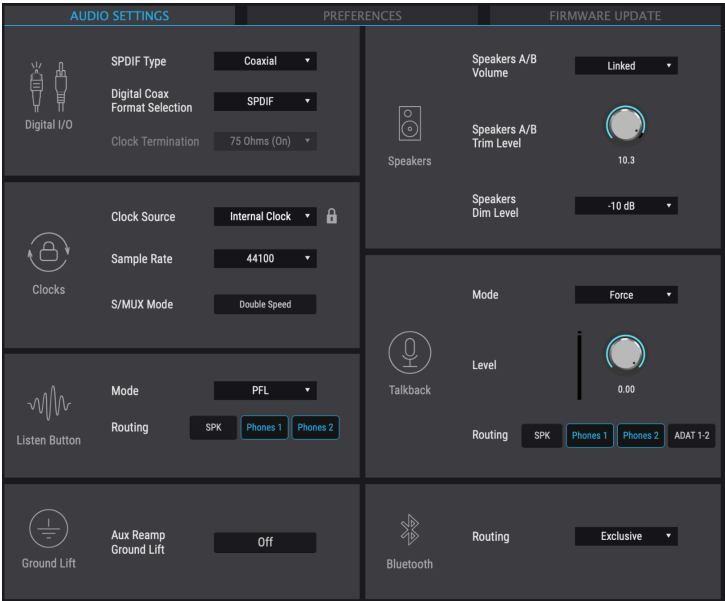 AUDIO SETTINGS
PREFERENCES
FIRMWARE UPDATE
Digital I/O
SPDIF Type
Coaxial
Digital Coax
Format Selection
SPDIF
Clock Termination
75 Ohms (On)
Clocks
Clock Source
Internal Clock
Sample Rate
44100
S/MUX Mode
Double Speed
Listen Button
Mode
PFL
Routing
SPK
Phones 1
Phones 2
Ground Lift
Aux Reamp
Ground Lift
Off
Speakers
Speakers A/B
Volume
Linked
Speakers A/B
Trim Level
10.3
Speakers
Dim Level
-10 dB
Talkback
Mode
Force
Level
0.00
Routing
SPK
Phones 1
Phones 2
ADAT 1-2
Bluetooth
Routing
Exclusive